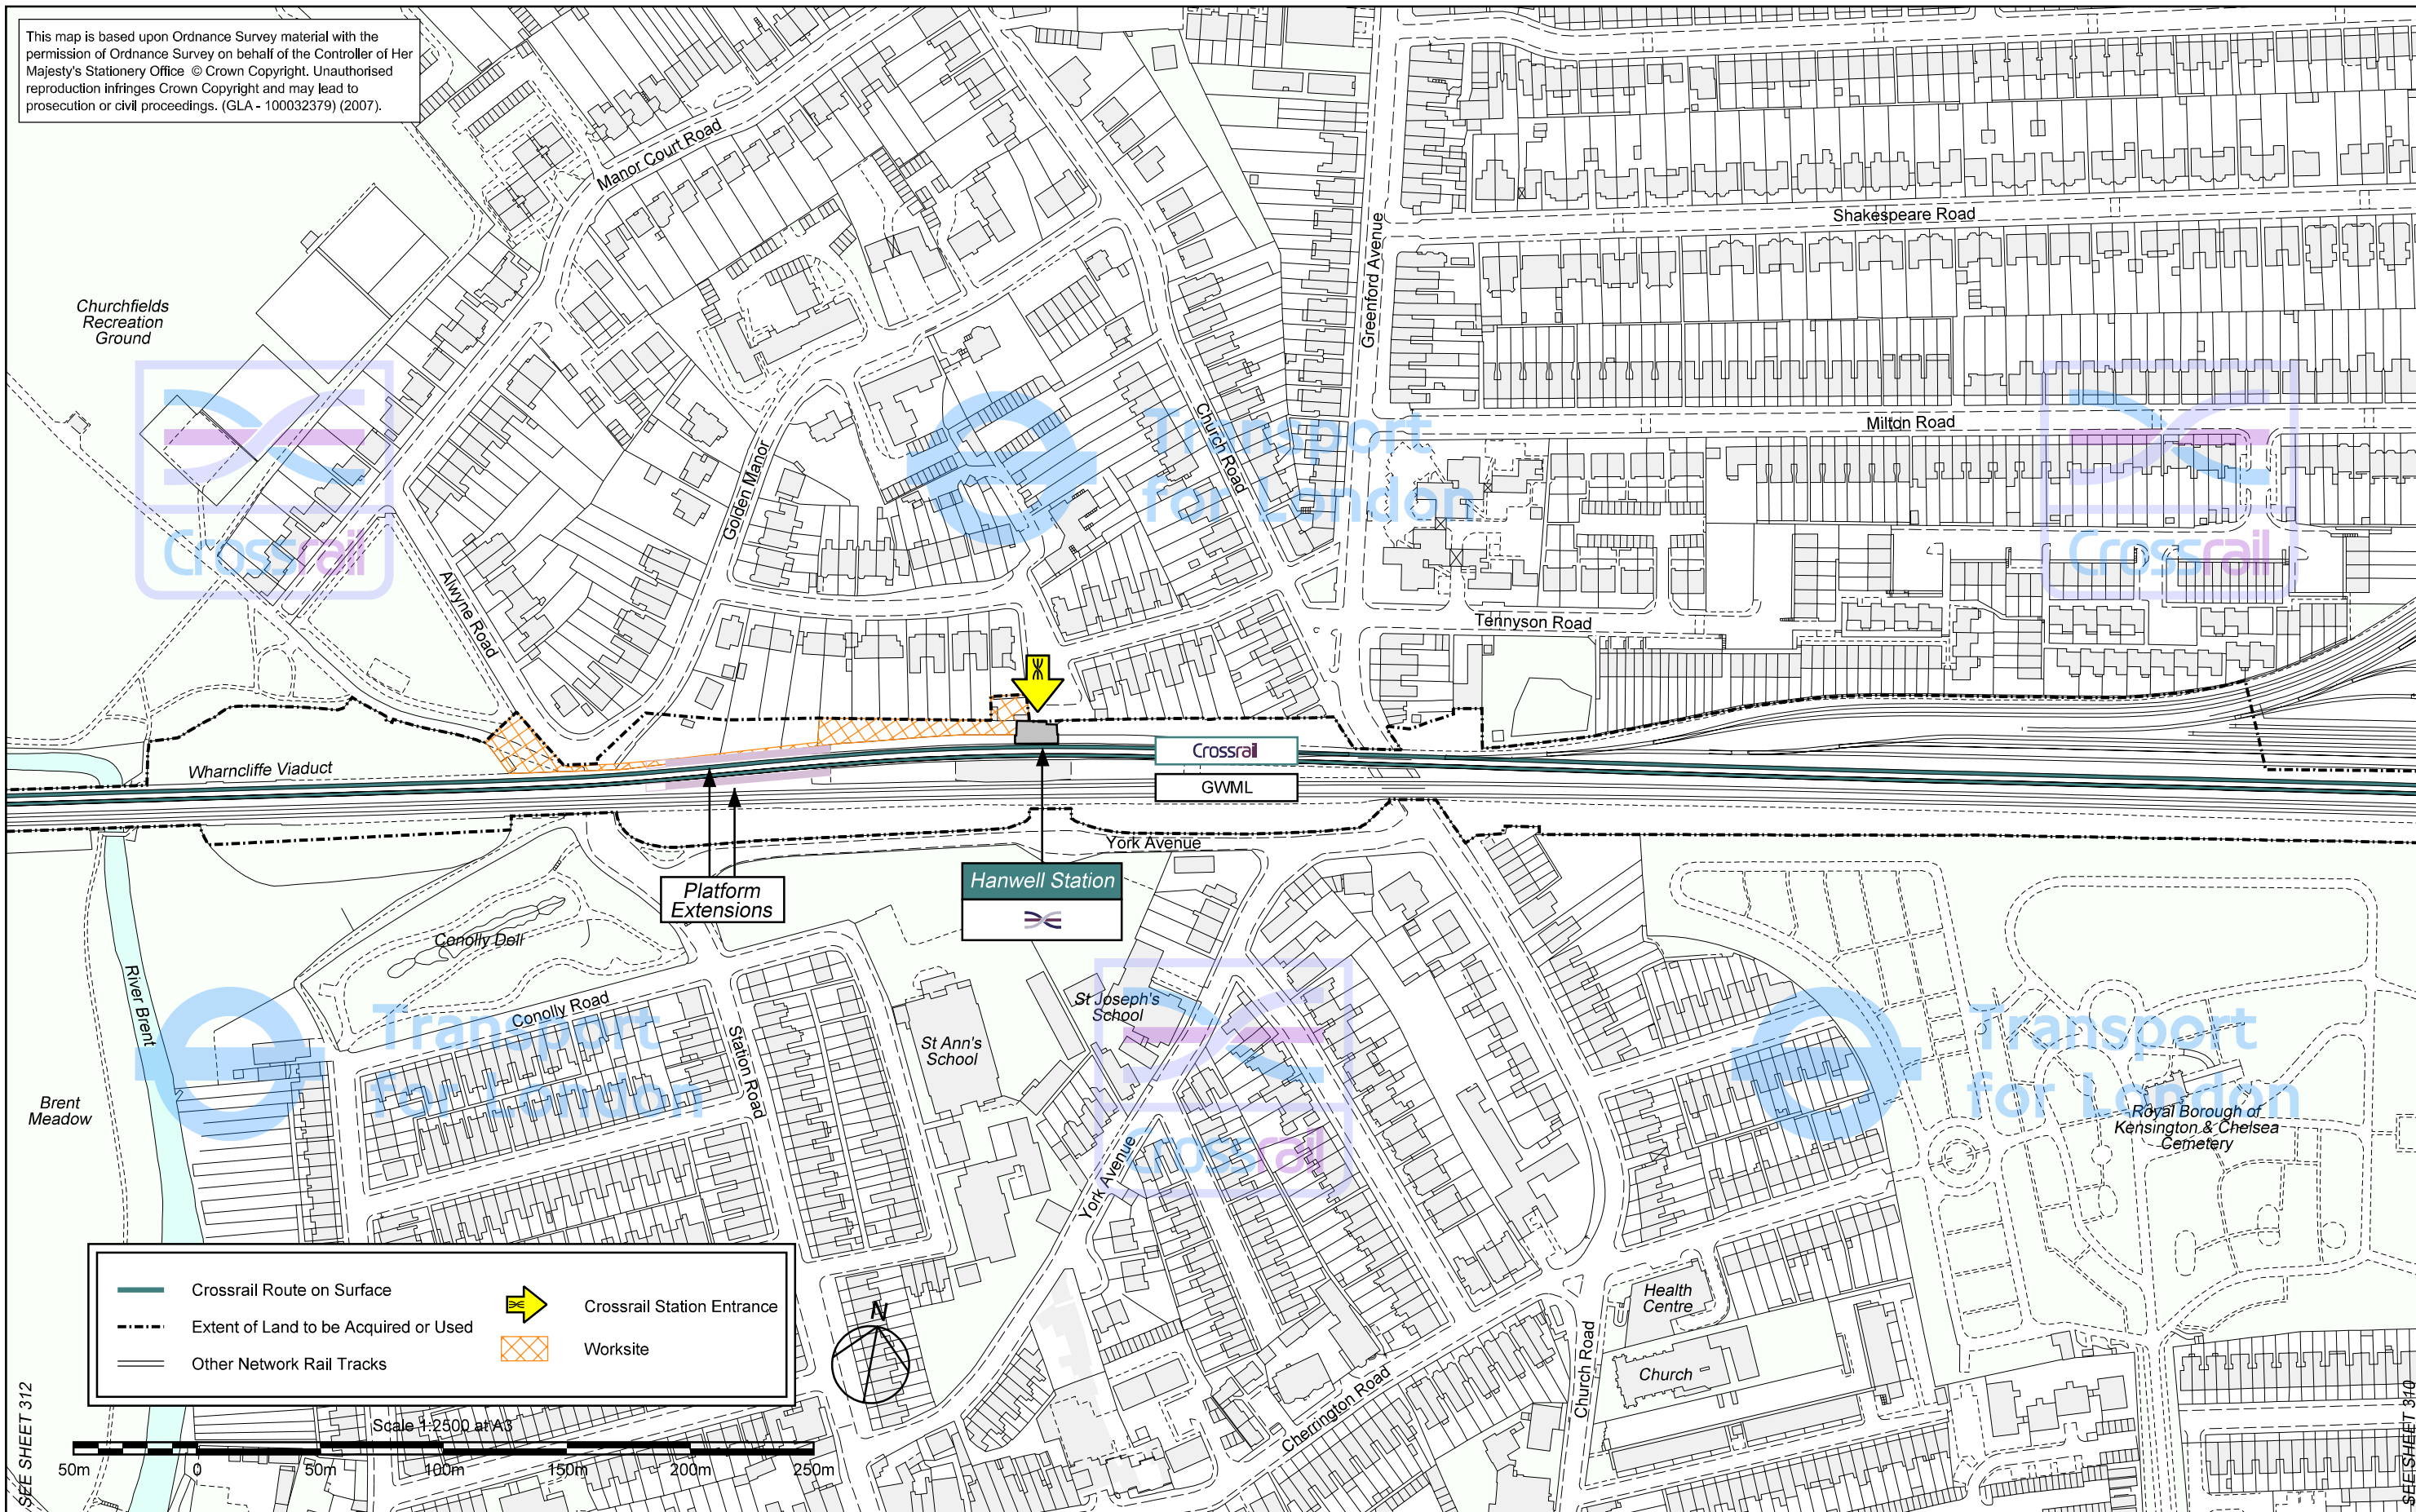 This map is based upon Ordnance Survey material with the
permission of Ordnance Survey on behalf of the Controller of Her
Majesty's Stationery Office © Crown Copyright. Unauthorised
reproduction infringes Crown Copyright and may lead to
prosecution or civil proceedings. (GLA - 100032379) (2007).
Manor Court Road
Shakespeare Road
Greenford Avenue
Churchfields
Recreation
Ground
Milton Road
Church Road
Golden Manor
Transport
for London
Crossrail
Crossrail
Alwyne Road
Tennyson Road
Wharncliffe Viaduct
Crossrail
GWML
York Avenue
Platform
Extensions
Hanwell Station
Conolly Dell
River Brent
Conolly Road
Station Road
St Ann's
School
St Joseph's
School
Transport
for London
Crossrail
Transport
for London
Brent
Meadow
York Avenue
Royal Borough of
Kensington & Chelsea
Cemetery
Health
Centre
Church
Church Road
Cherrington Road
Crossrail Route on Surface
Extent of Land to be Acquired or Used
Other Network Rail Tracks
Crossrail Station Entrance
Worksite
N
Scale 1:2500 at A3
50m 0 50m 100m 150m 200m 250m
SEE SHEET 312
SEE SHEET 310